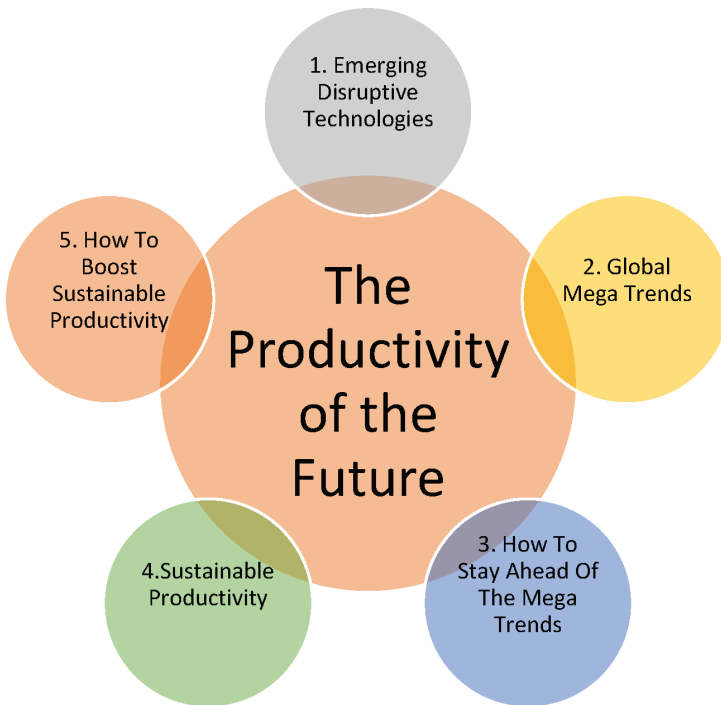 1. Emerging
Disruptive
Technologies
2. Global
Mega Trends
3. How To
Stay Ahead Of
The Mega
Trends
4.Sustainable
Productivity
5. How To
Boost
Sustainable
Productivity
The
Productivity
of the
Future